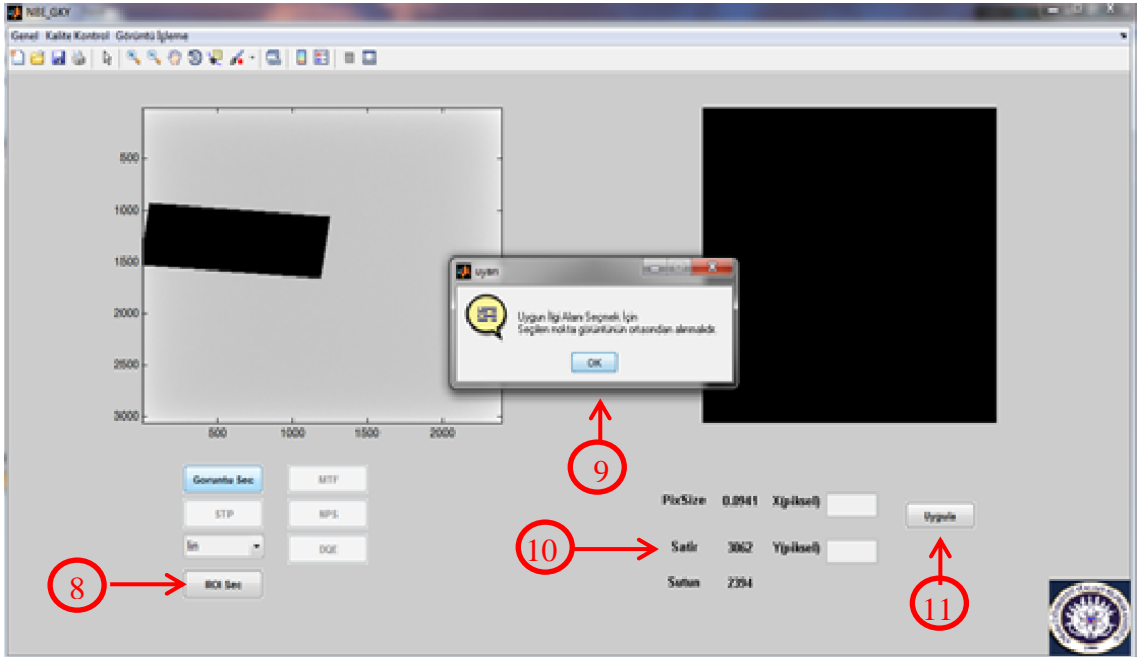 NBE_GKY
Genel Kalite Kontrol Görüntü İşleme
500
1000
1500
2000
2500
3000
500 1000 1500 2000
uyarı
Uygun İlgi Alanı Seçmek İçin
Seçilen nokta görüntünün ortasından alınmalıdır.
OK
9
Goruntu Sec MTF
STP NPS
lin DQE
ROI Sec
8
PixSize 0.0941 X(piksel)
Uygula
10
Satir 3062 Y(piksel)
Sutun 2394
11